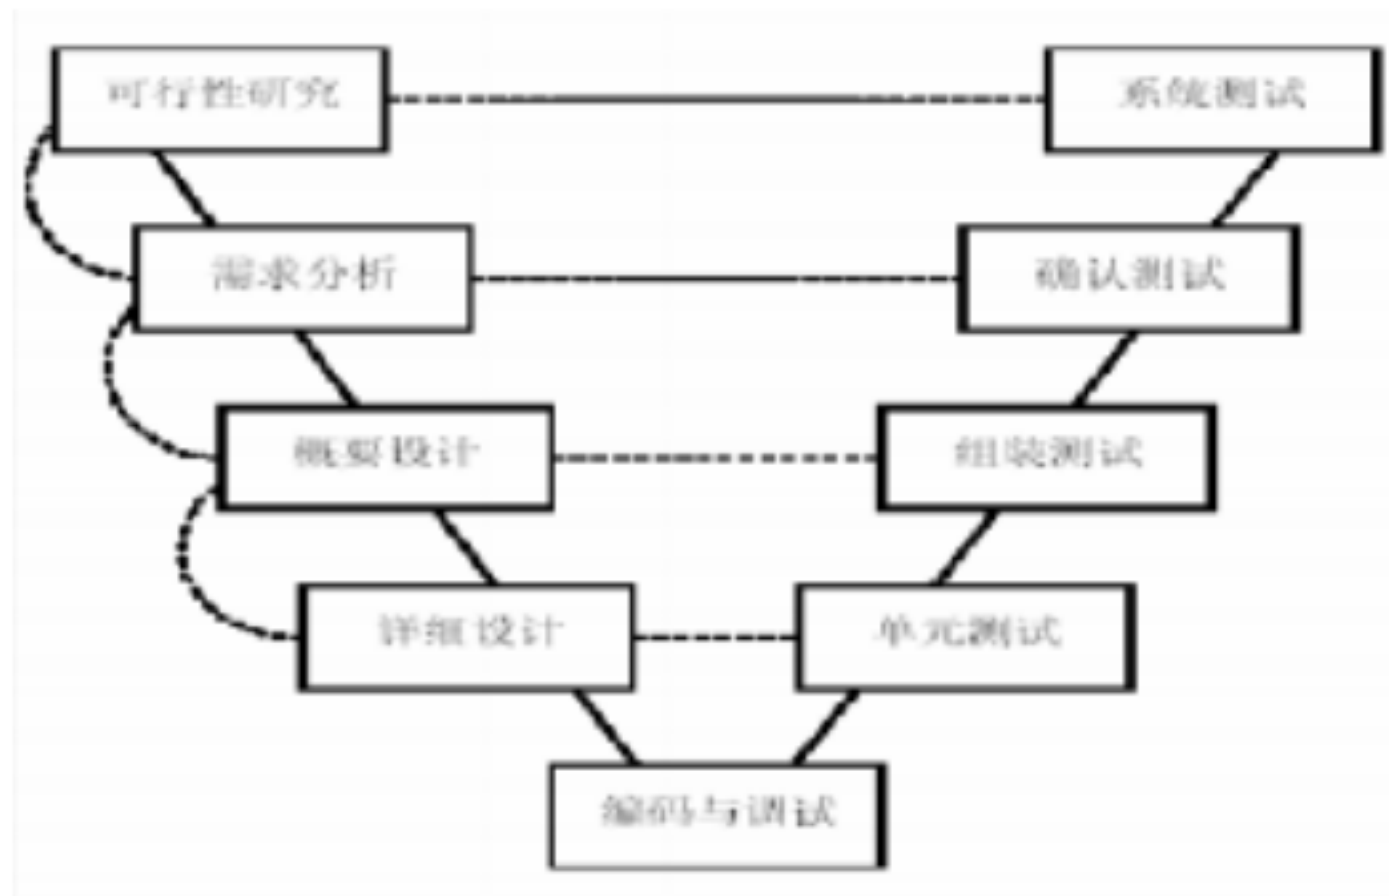 可行性研究
系统测试
需求分析
确认测试
概要设计
组装测试
详细设计
单元测试
编码与调试